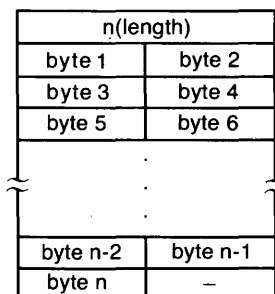 n(length)
byte 1 byte 2
byte 3 byte 4
byte 5 byte 6
.
.
.
byte n-2 byte n-1
byte n –